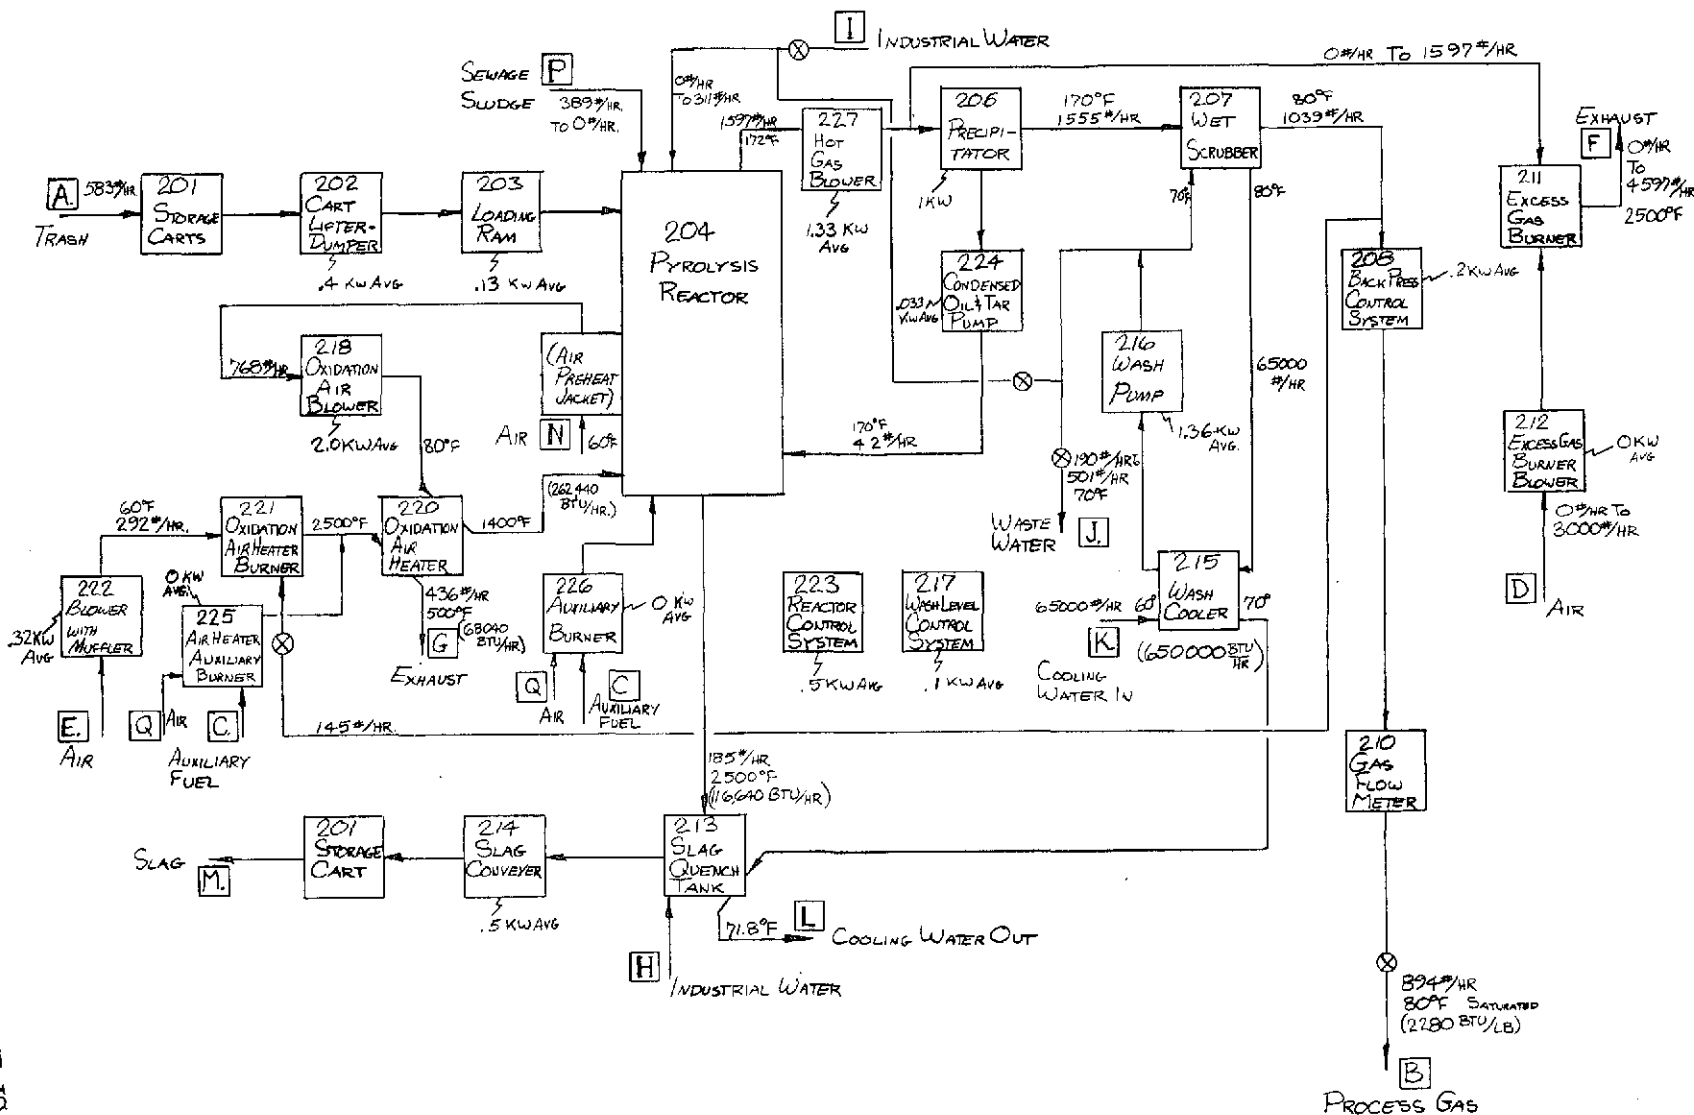 I
INDUSTRIAL WATER
SEWAGE P
SLUDGE
389#/HR.
TO 0#/HR.
0#/HR
TO 311#/HR
1597#/HR
172°F
227
HOT
GAS
BLOWER
1.33 KW
AVG
206
PRECIPI-
TATOR
1 KW
170°F
1555#/HR
207
WET
SCRUBBER
80°F
1039#/HR
0#/HR TO 1597#/HR
EXHAUST
F
0#/HR
TO
4597#/HR
2500°F
211
EXCESS
GAS
BURNER
A.
583#/HR
TRASH
201
STORAGE
CARTS
202
CART
LIFTER-
DUMPER
.4 KW AVG
203
LOADING
RAM
.13 KW AVG
204
PYROLYSIS
REACTOR
70°F
80°F
224
CONDENSED
OIL & TAR
PUMP
.033
KW AVG
208
BACK PRESS
CONTROL
SYSTEM
.2 KW AVG
768#/HR
218
OXIDATION
AIR
BLOWER
2.0 KW AVG
80°F
(AIR
PREHEAT
JACKET)
AIR N
60°F
216
WASH
PUMP
1.36 KW
AVG.
65000
#/HR
170°F
42#/HR
190#/HR TO
501#/HR
70°F
WASTE
WATER
J.
212
EXCESS GAS
BURNER
BLOWER
0 KW
AVG
0#/HR TO
3000#/HR
D
AIR
60°F
292#/HR.
221
OXIDATION
AIR HEATER
BURNER
2500°F
220
OXIDATION
AIR
HEATER
1400°F
(262,440
BTU/
HR.)
222
BLOWER
WITH
MUFFLER
.32 KW
AVG
0 KW
AVG.
225
AIR HEATER
AUXILIARY
BURNER
436#/HR
500°F
(68040
BTU/HR)
G
EXHAUST
226
AUXILIARY
BURNER
0 KW
AVG
223
REACTOR
CONTROL
SYSTEM
.5 KW AVG
217
WASH LEVEL
CONTROL
SYSTEM
.1 KW AVG
65000#/HR
60°
K
COOLING
WATER IN
215
WASH
COOLER
70°
(650000 BTU/HR)
E.
AIR
Q AIR
C.
AUXILIARY
FUEL
Q
AIR
C
AUXILIARY
FUEL
145#/HR.
210
GAS
FLOW
METER
185#/HR
2500°F
(116,640 BTU/HR)
SLAG
M.
201
STORAGE
CART
214
SLAG
CONVEYER
.5 KW AVG
213
SLAG
QUENCH
TANK
71.8°F
L
COOLING WATER OUT
H
INDUSTRIAL WATER
894#/HR
80°F SATURATED
(2280 BTU/LB)
B
PROCESS GAS